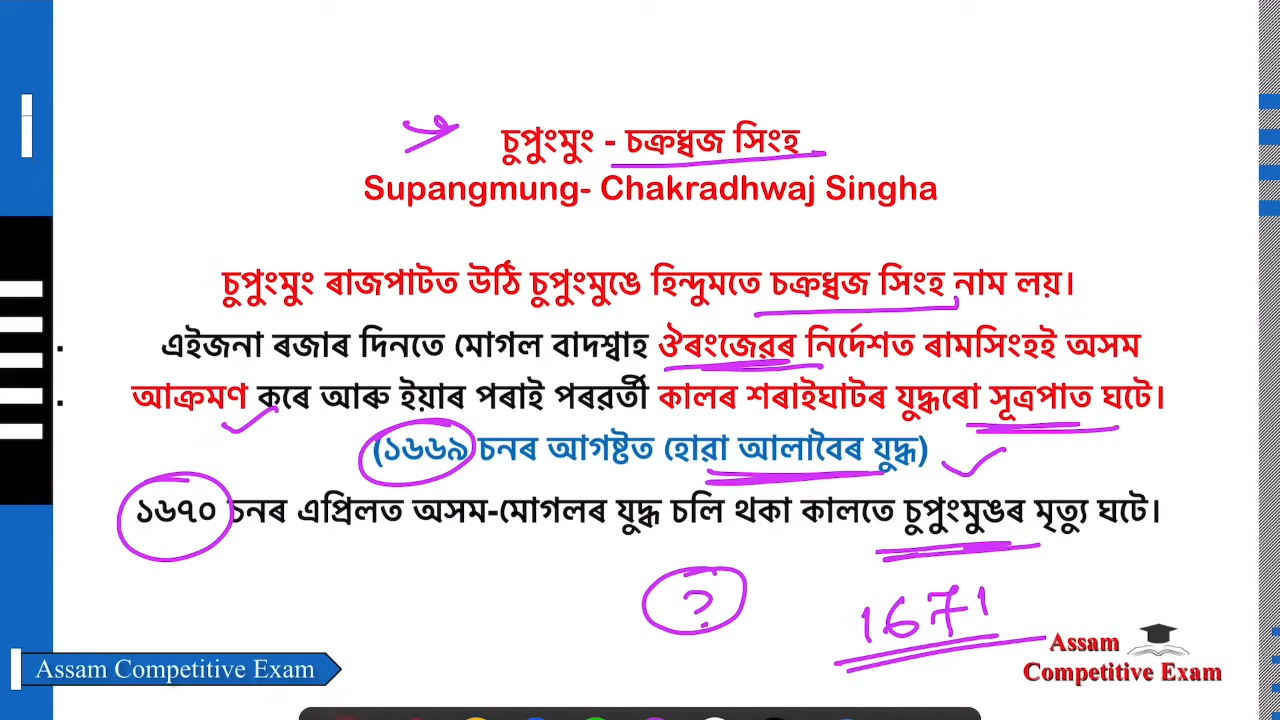 চুপুংমুং - চক্ৰধ্বজ সিংহ
Supangmung- Chakradhwaj Singha
চুপুংমুং ৰাজপাটত উঠি চুপুংমুঙে হিন্দুমতে চক্ৰধ্বজ সিংহ নাম লয়।
এইজনা ৰজাৰ দিনতে মোগল বাদশ্বাহ ঔৰংজেৱৰ নিৰ্দেশত ৰামসিংহই অসম
আক্ৰমণ কৰে আৰু ইয়াৰ পৰাই পৰৱৰ্তী কালৰ শৰাইঘাটৰ যুদ্ধৰো সূত্ৰপাত ঘটে।
(১৬৬৯ চনৰ আগষ্টত হোৱা আলাবৈৰ যুদ্ধ)
১৬৭০ চনৰ এপ্ৰিলত অসম-মোগলৰ যুদ্ধ চলি থকা কালতে চুপুংমুঙৰ মৃত্যু ঘটে।
?
1671
Assam
Competitive Exam
Assam Competitive Exam